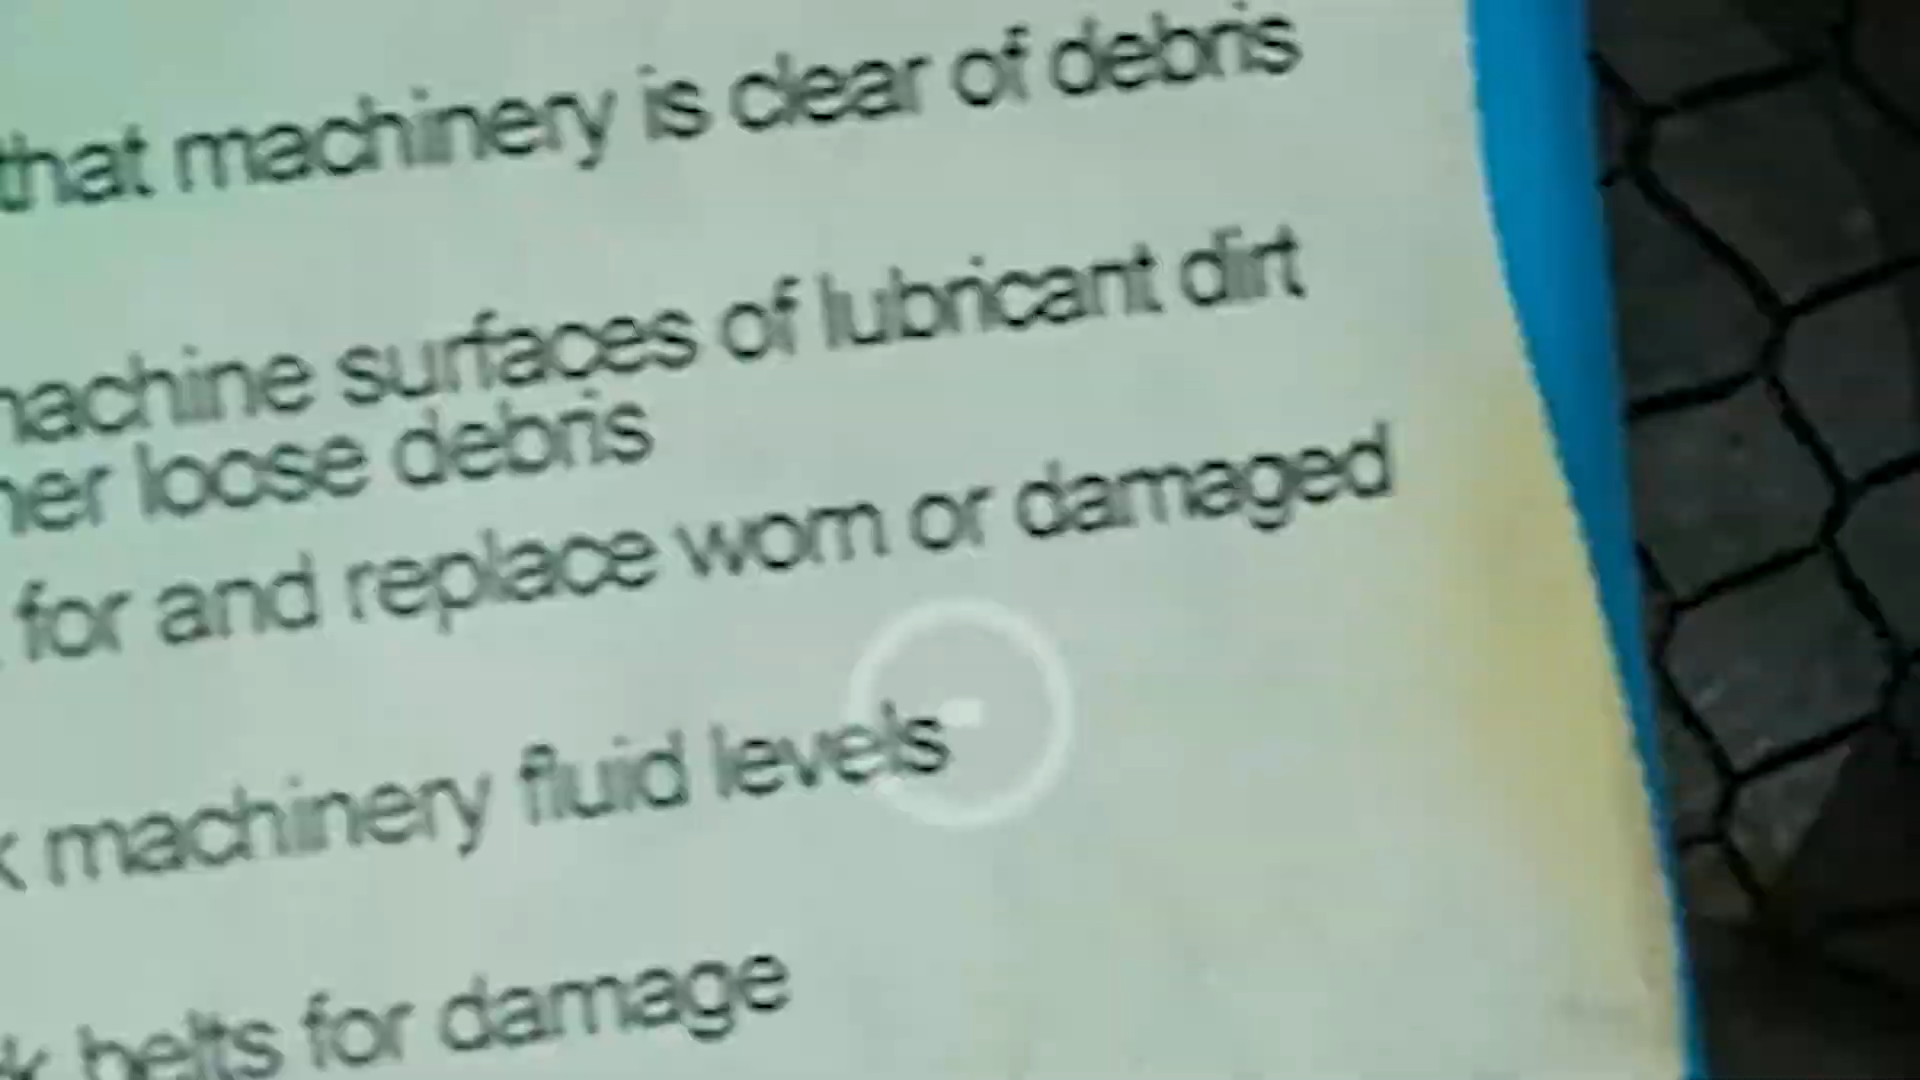 that machinery is clear of debris
machine surfaces of lubricant dirt
loose debris
for and replace worn or damaged
machinery fluid levels
belts for damage